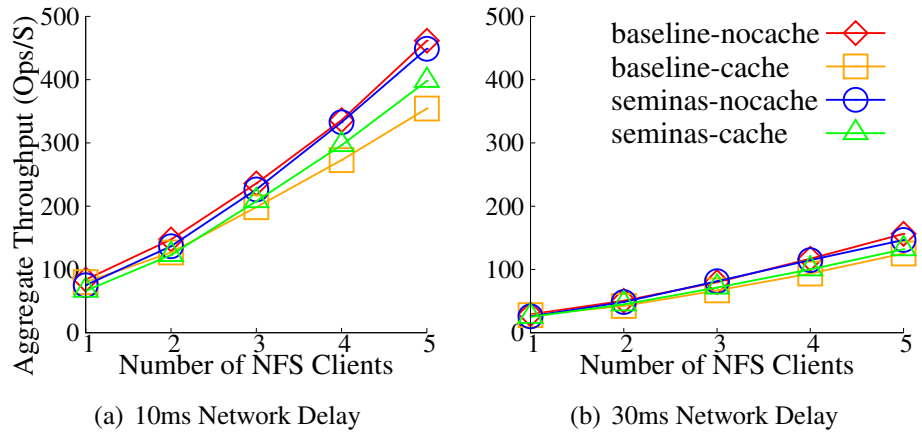 Aggregate Throughput (Ops/S)
500
400
300
200
100
0
1 2 3 4 5
Number of NFS Clients
(a) 10ms Network Delay
500
400
300
200
100
0
baseline-nocache
baseline-cache
seminas-nocache
seminas-cache
1 2 3 4 5
Number of NFS Clients
(b) 30ms Network Delay